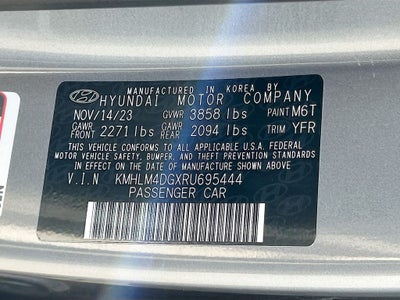 MANUFACTURED IN KOREA BY
HYUNDAI MOTOR COMPANY
NOV/14/23 GVWR 3858 lbs PAINT M6T
GAWR FRT 2271 lbs GAWR RR 2094 lbs TRIM YFR
THIS VEHICLE CONFORMS TO ALL APPLICABLE U.S.A. FEDERAL
MOTOR VEHICLE SAFETY, BUMPER, AND THEFT PREVENTION
STANDARDS IN EFFECT ON THE DATE OF MANUFACTURE SHOWN ABOVE.
V.I.N KMHLM4DGXRU695444
PASSENGER CAR